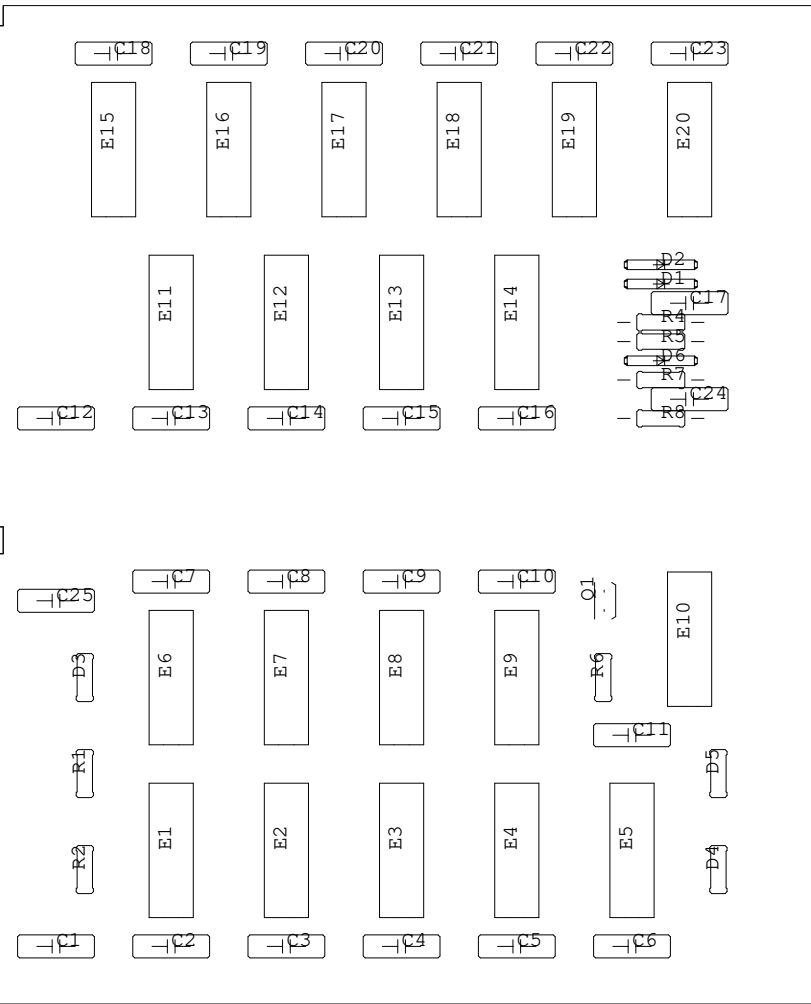 C18 C19 C20 C21 C22 C23
E15 E16 E17 E18 E19 E20
D2
D1
E11 E12 E13 E14 C17
R4
R5
D6
R7
C24
C12 C13 C14 C15 C16 R8
C7 C8 C9 C10
C25 Q1 E10
D3 E6 E7 E8 E9 R6
C11
R1 D5
R2 E1 E2 E3 E4 E5 D4
C1 C2 C3 C4 C5 C6